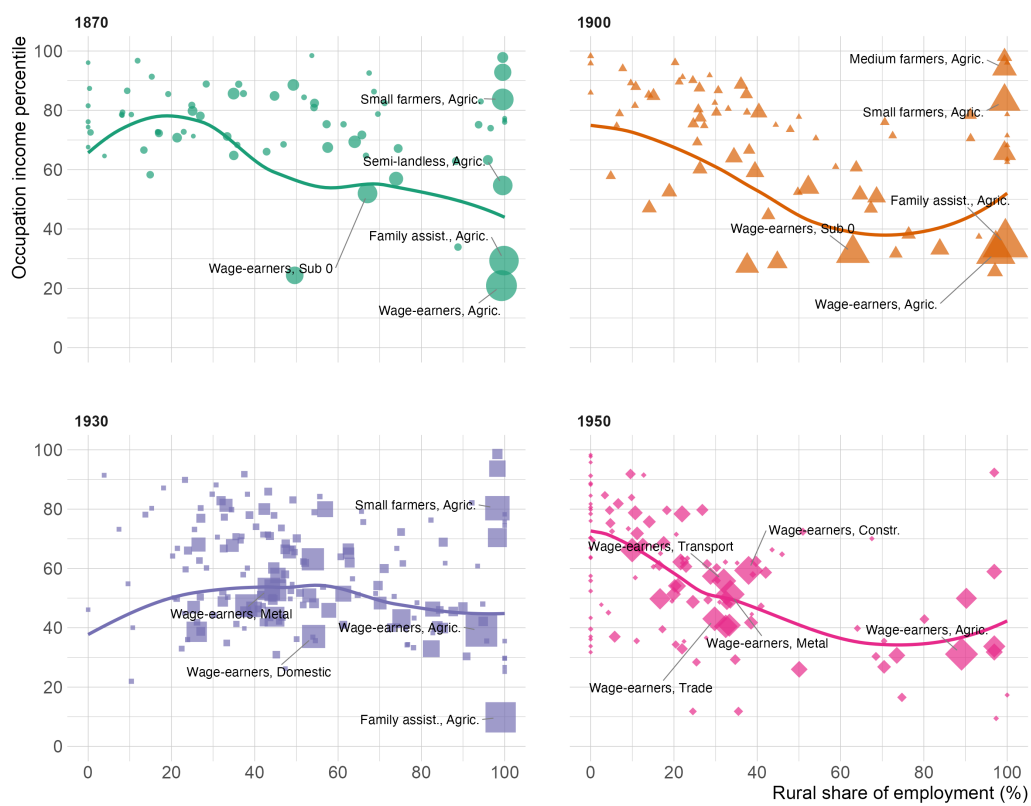 1870
1900
Occupation income percentile
100
80
60
40
20
0
Small farmers, Agric.
Semi-landless, Agric.
Family assist., Agric.
Wage-earners, Sub 0
Wage-earners, Agric.
Medium farmers, Agric.
Small farmers, Agric.
Family assist., Agric.
Wage-earners, Sub 0
Wage-earners, Agric.
1930
1950
100
80
60
40
20
0
Small farmers, Agric.
Wage-earners, Metal
Wage-earners, Agric.
Wage-earners, Domestic
Family assist., Agric.
Wage-earners, Constr.
Wage-earners, Transport
Wage-earners, Agric.
Wage-earners, Metal
Wage-earners, Trade
0 20 40 60 80 100
0 20 40 60 80 100
Rural share of employment (%)